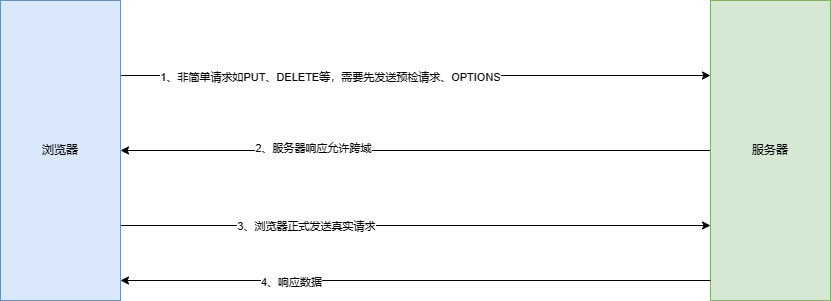 1、非简单请求如PUT、DELETE等，需要先发送预检请求、OPTIONS
浏览器
2、服务器响应允许跨域
服务器
3、浏览器正式发送真实请求
4、响应数据